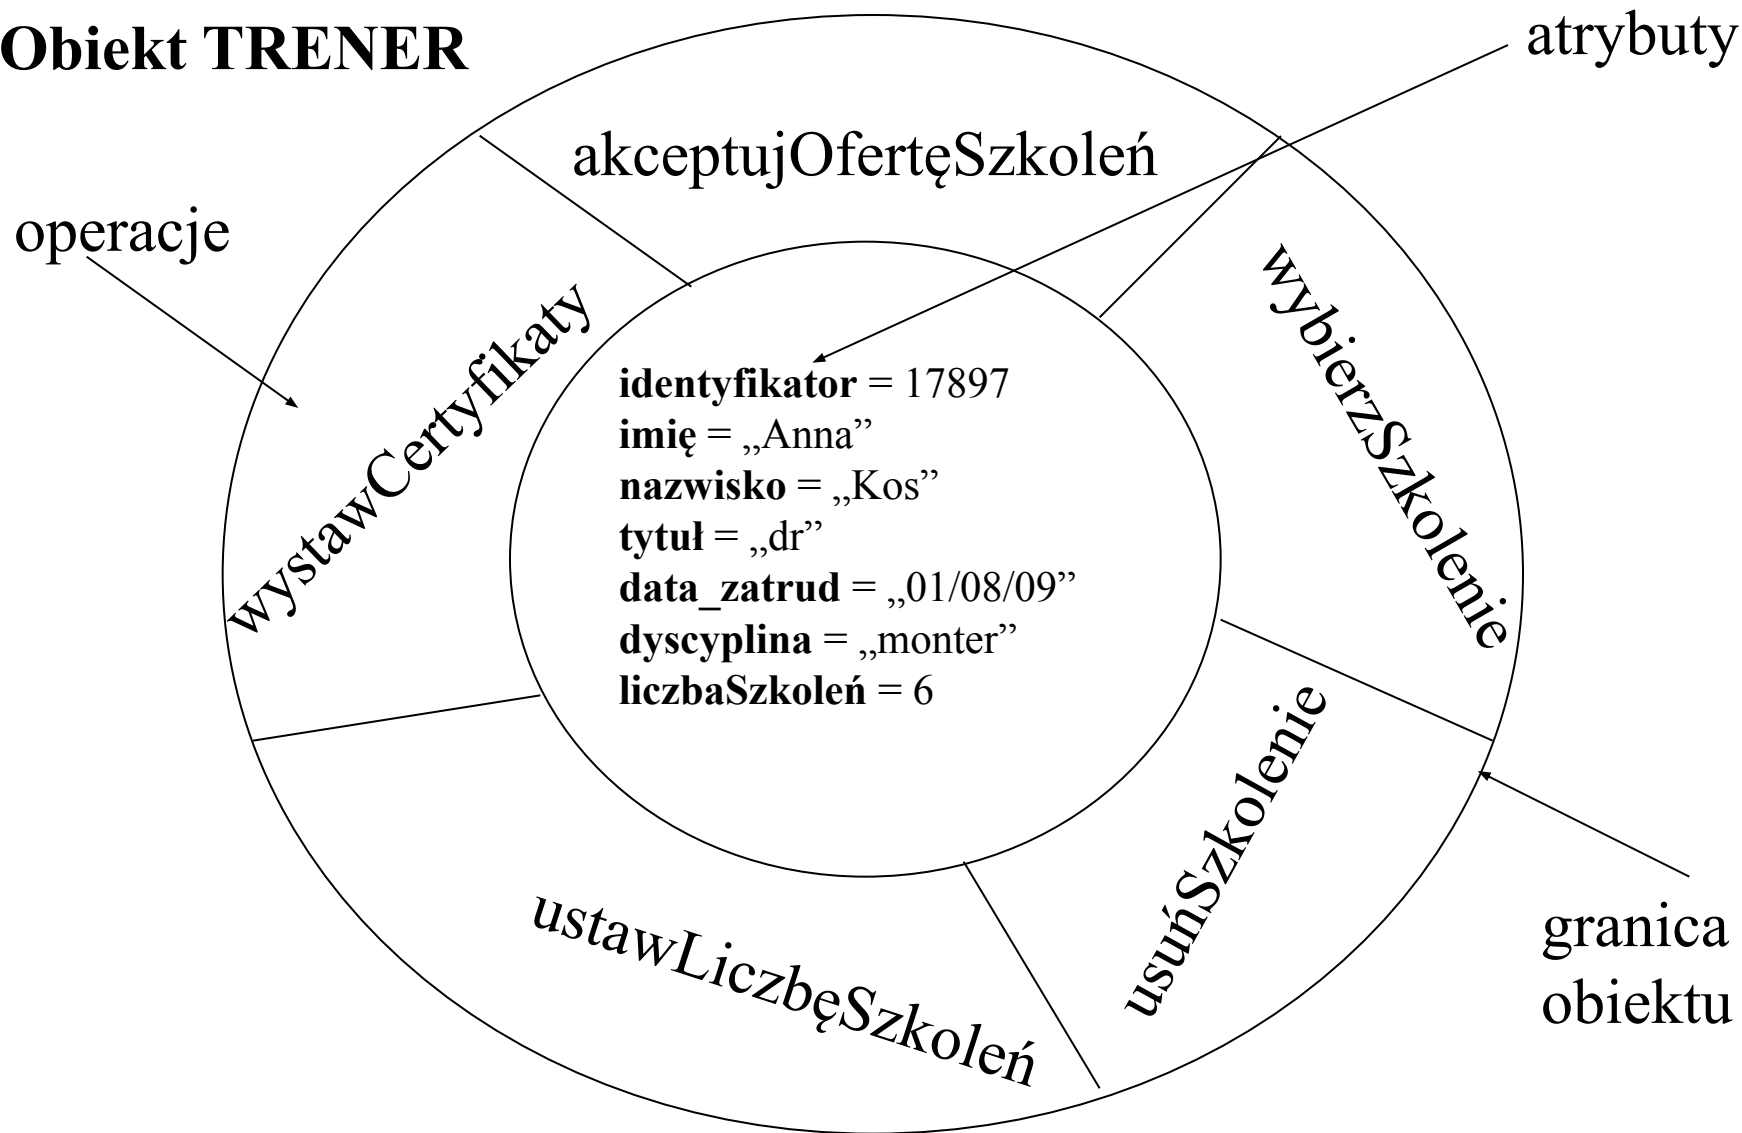 Obiekt TRENER
atrybuty
akceptujOfertęSzkoleń
operacje
wystawCertyfikaty
wybierzSzkolenie
identyfikator = 17897
imię = „Anna”
nazwisko = „Kos”
tytuł = „dr”
data_zatrud = „01/08/09”
dyscyplina = „monter”
liczbaSzkoleń = 6
usuńSzkolenie
ustawLiczbęSzkoleń
granica
obiektu